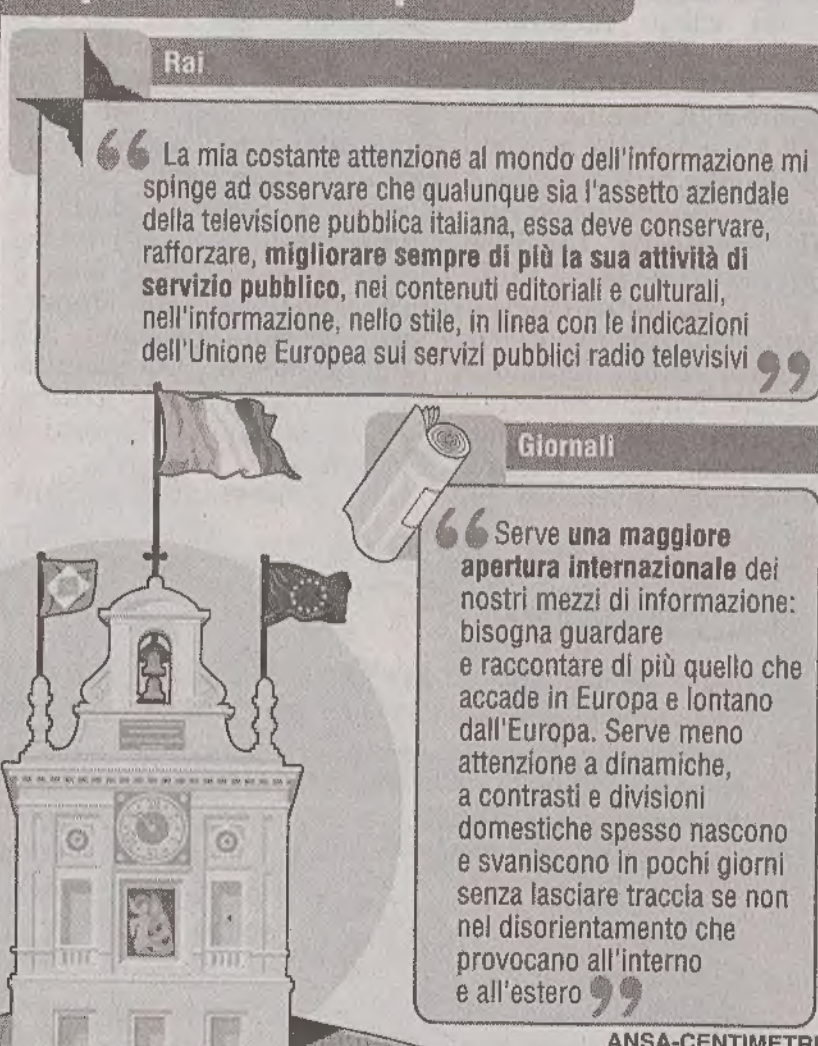 Rai
“ La mia costante attenzione al mondo dell'informazione mi
spinge ad osservare che qualunque sia l'assetto aziendale
della televisione pubblica italiana, essa deve conservare,
rafforzare, migliorare sempre di più la sua attività di
servizio pubblico, nei contenuti editoriali e culturali,
nell'informazione, nello stile, in linea con le indicazioni
dell'Unione Europea sui servizi pubblici radio televisivi ”
Giornali
“ Serve una maggiore
apertura internazionale dei
nostri mezzi di informazione:
bisogna guardare
e raccontare di più quello che
accade in Europa e lontano
dall'Europa. Serve meno
attenzione a dinamiche,
a contrasti e divisioni
domestiche spesso nascono
e svaniscono in pochi giorni
senza lasciare traccia se non
nel disorientamento che
provocano all'interno
e all'estero ”
ANSA-CENTIMETRI